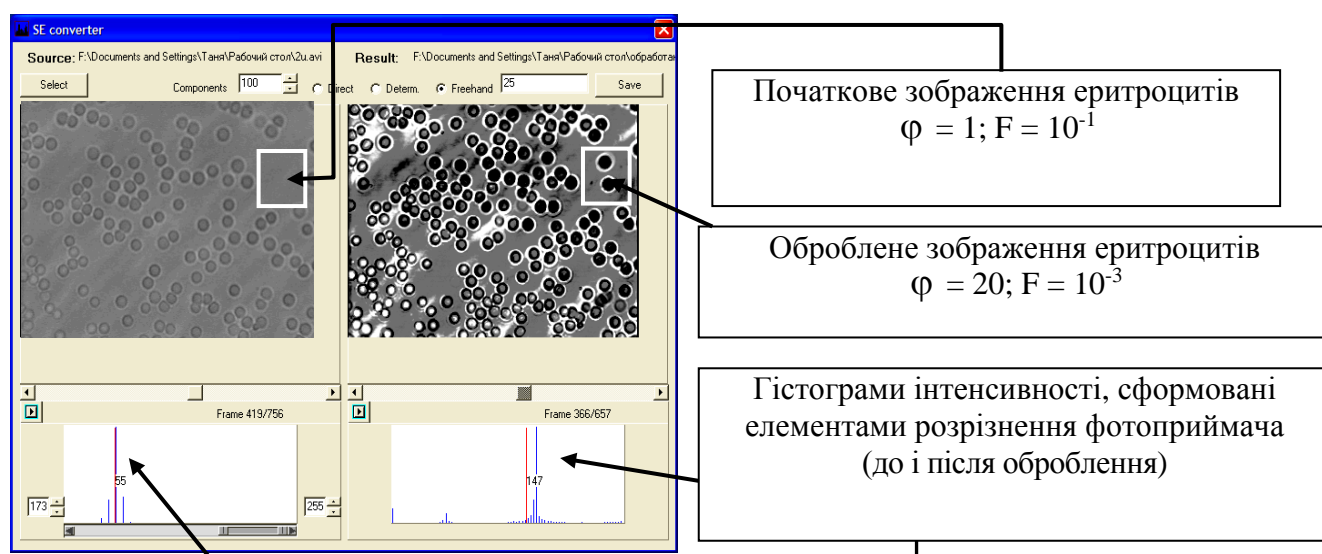 SE converter
Source: F:\Documents and Settings\Таня\Рабочий стол\2u.avi
Result: F:\Documents and Settings\Таня\Рабочий стол\обработан
Select
Components 100
Direct
Determ.
Freehand 25
Save
Frame 419/756
Frame 366/657
55
147
173
255
Початкове зображення еритроцитів
φ = 1; F = 10⁻¹
Оброблене зображення еритроцитів
φ = 20; F = 10⁻³
Гістограми інтенсивності, сформовані
елементами розрізнення фотоприймача
(до і після оброблення)